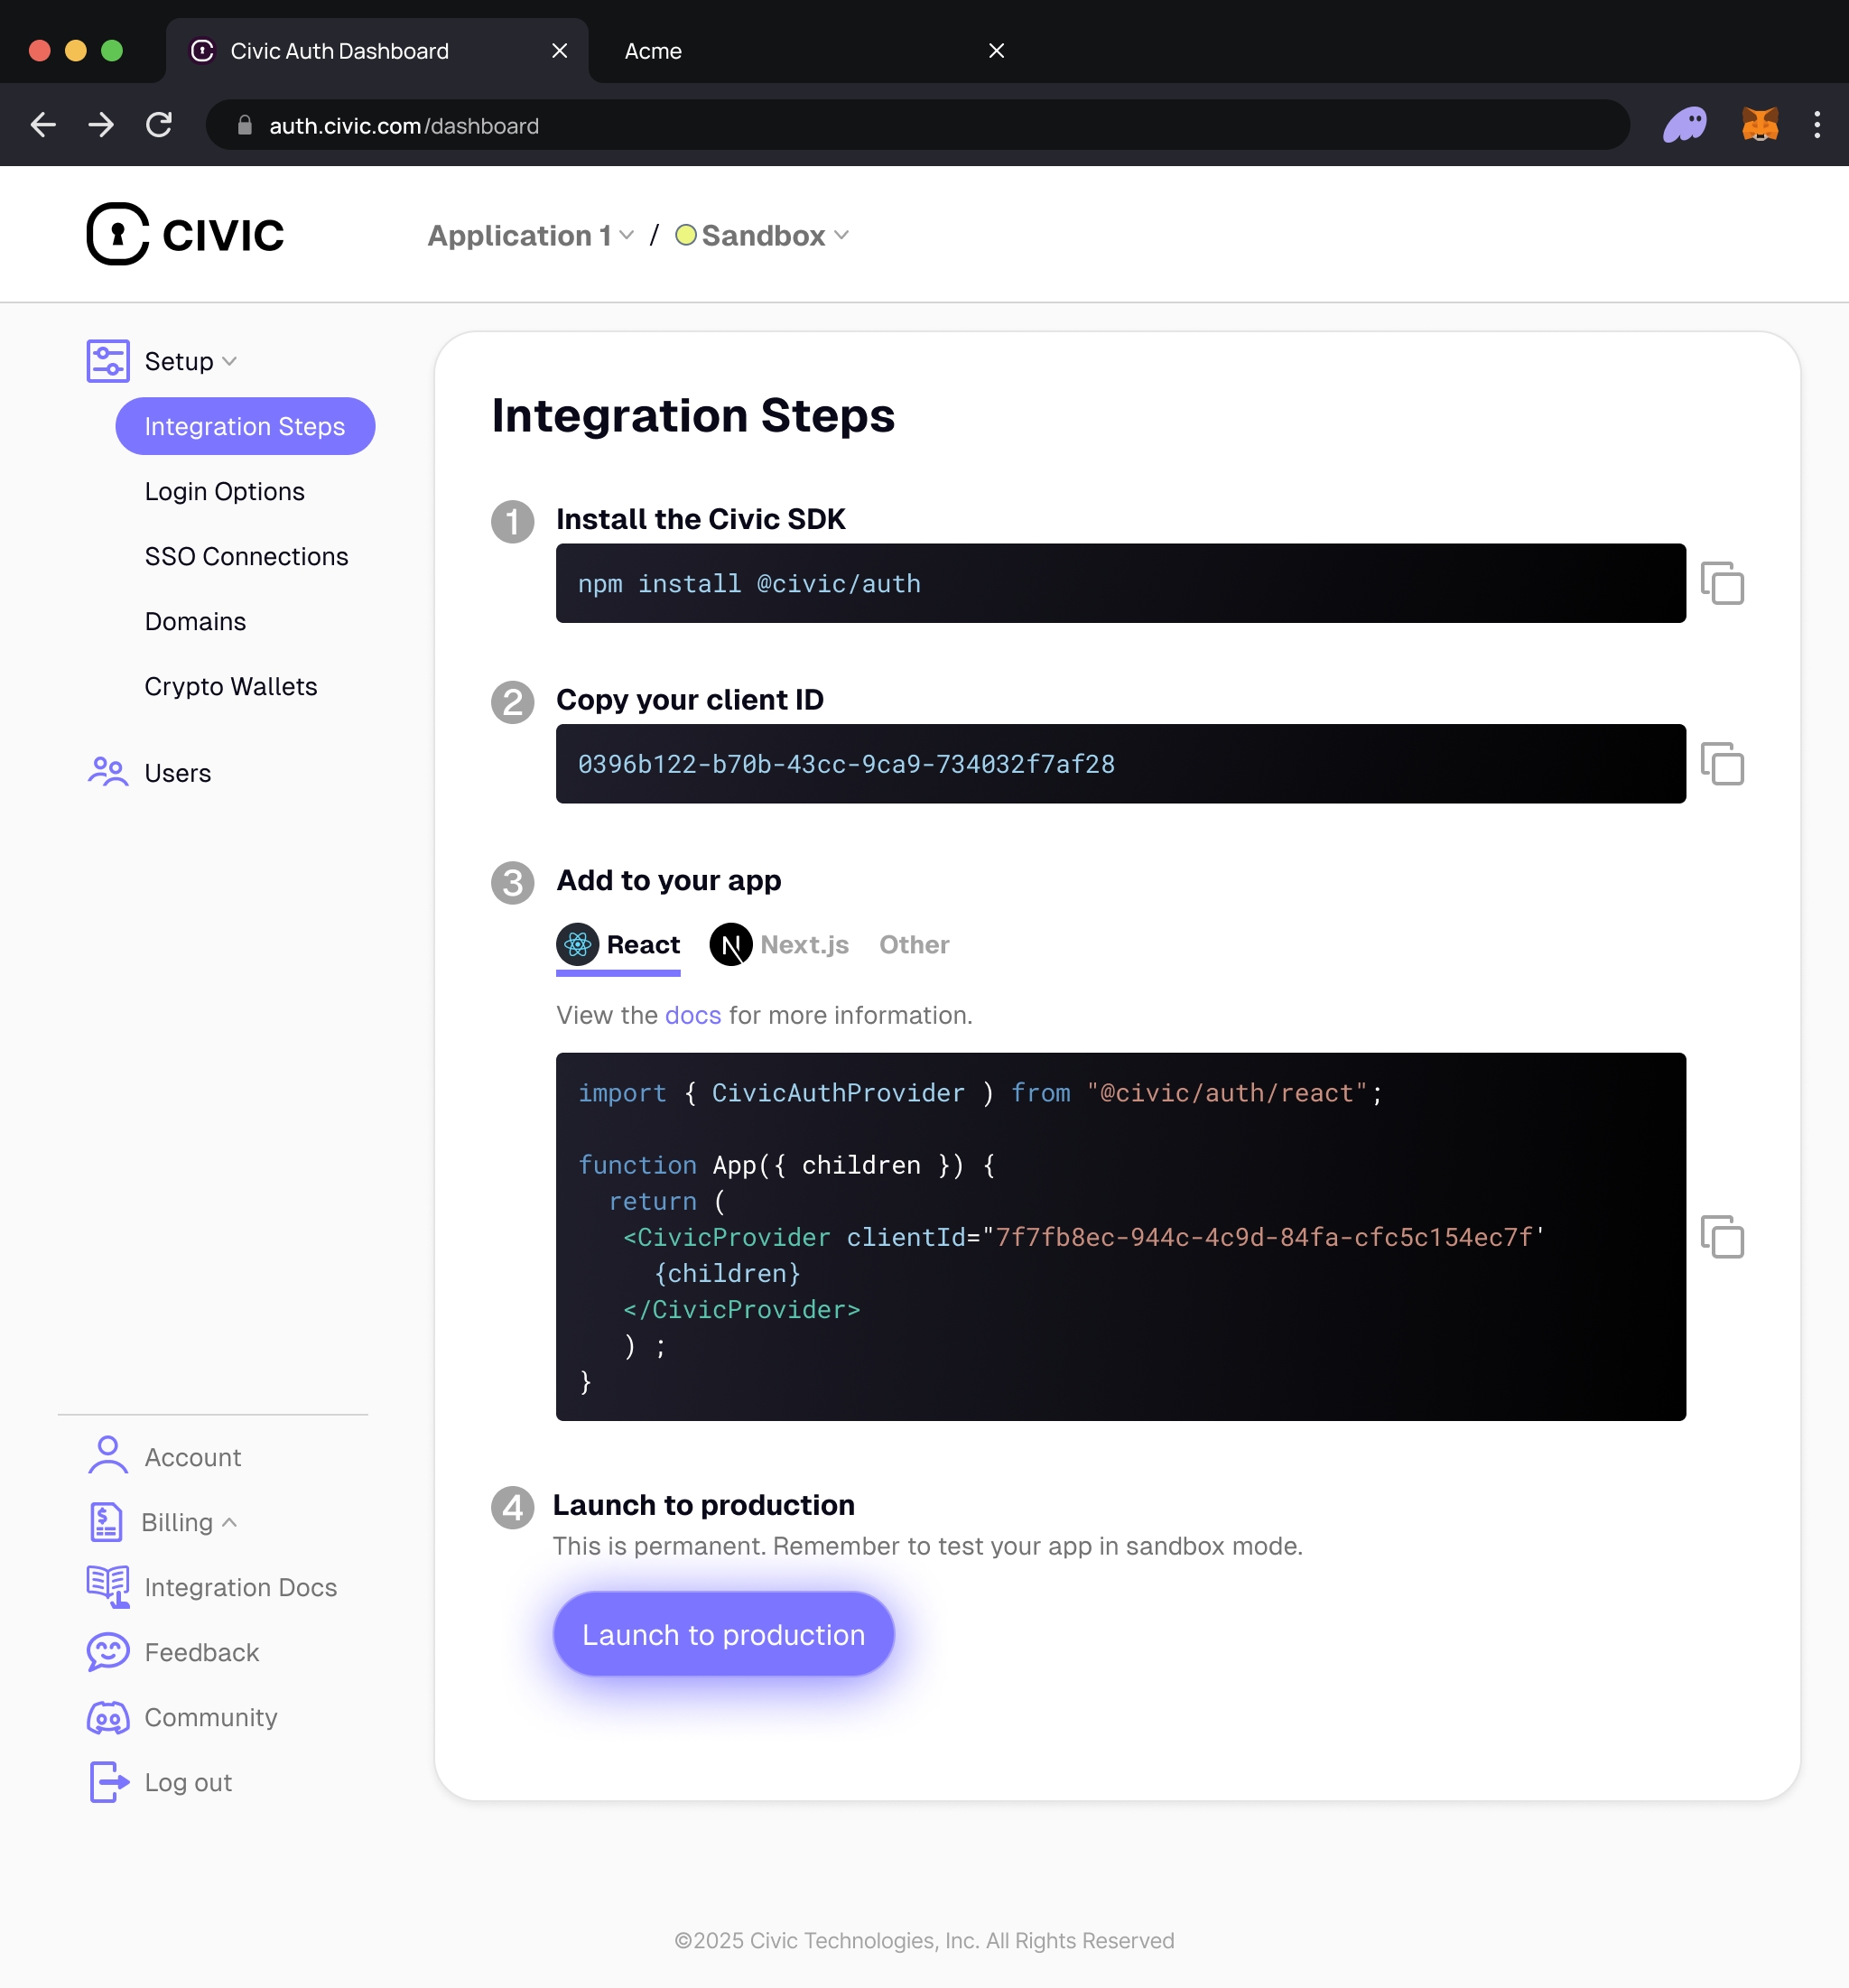 Civic Auth Dashboard
Acme
auth.civic.com/dashboard
CIVIC
Application 1 / Sandbox
Setup
Integration Steps
Login Options
SSO Connections
Domains
Crypto Wallets
Users
Account
Billing
Integration Docs
Feedback
Community
Log out
Integration Steps
1 Install the Civic SDK
npm install @civic/auth
2 Copy your client ID
0396b122-b70b-43cc-9ca9-734032f7af28
3 Add to your app
React Next.js Other
View the docs for more information.
import { CivicAuthProvider ) from "@civic/auth/react";
function App({ children }) {
return (
<CivicProvider clientId="7f7fb8ec-944c-4c9d-84fa-cfc5c154ec7f'
{children}
</CivicProvider>
) ;
}
4 Launch to production
This is permanent. Remember to test your app in sandbox mode.
Launch to production
©2025 Civic Technologies, Inc. All Rights Reserved